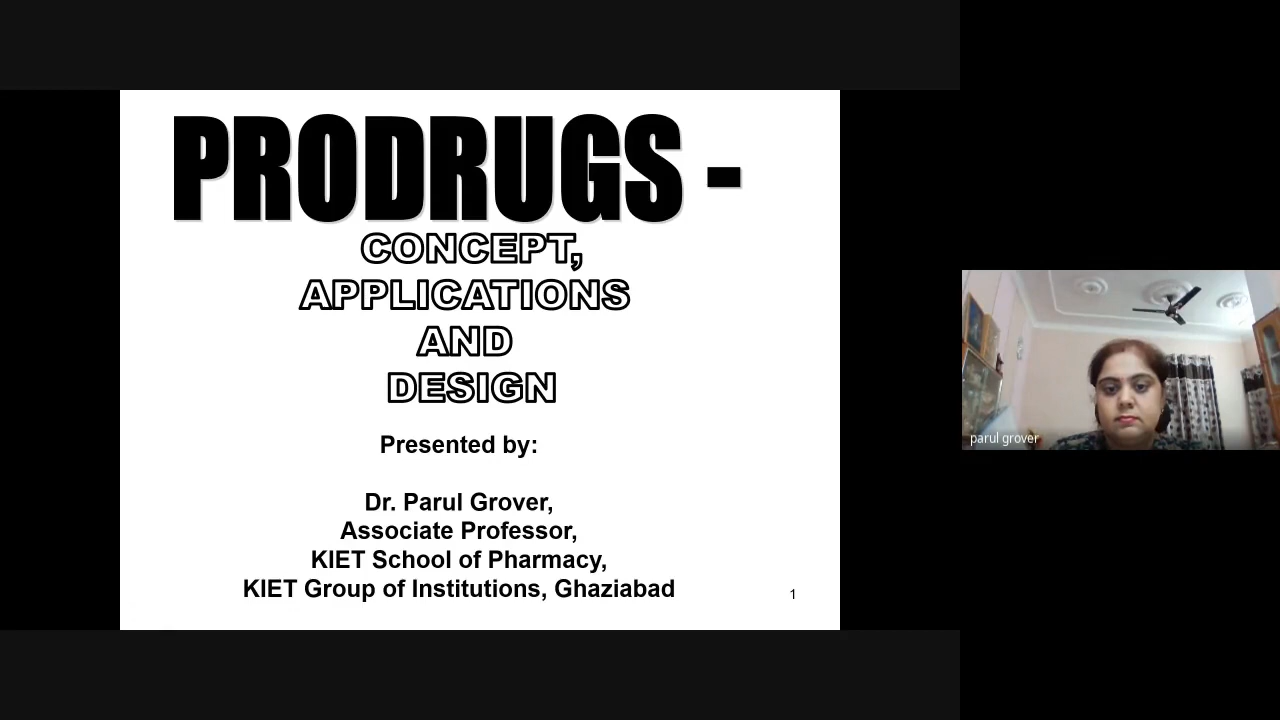 PRODRUGS -
CONCEPT,
APPLICATIONS
AND
DESIGN
Presented by:
Dr. Parul Grover,
Associate Professor,
KIET School of Pharmacy,
KIET Group of Institutions, Ghaziabad
1
parul grover